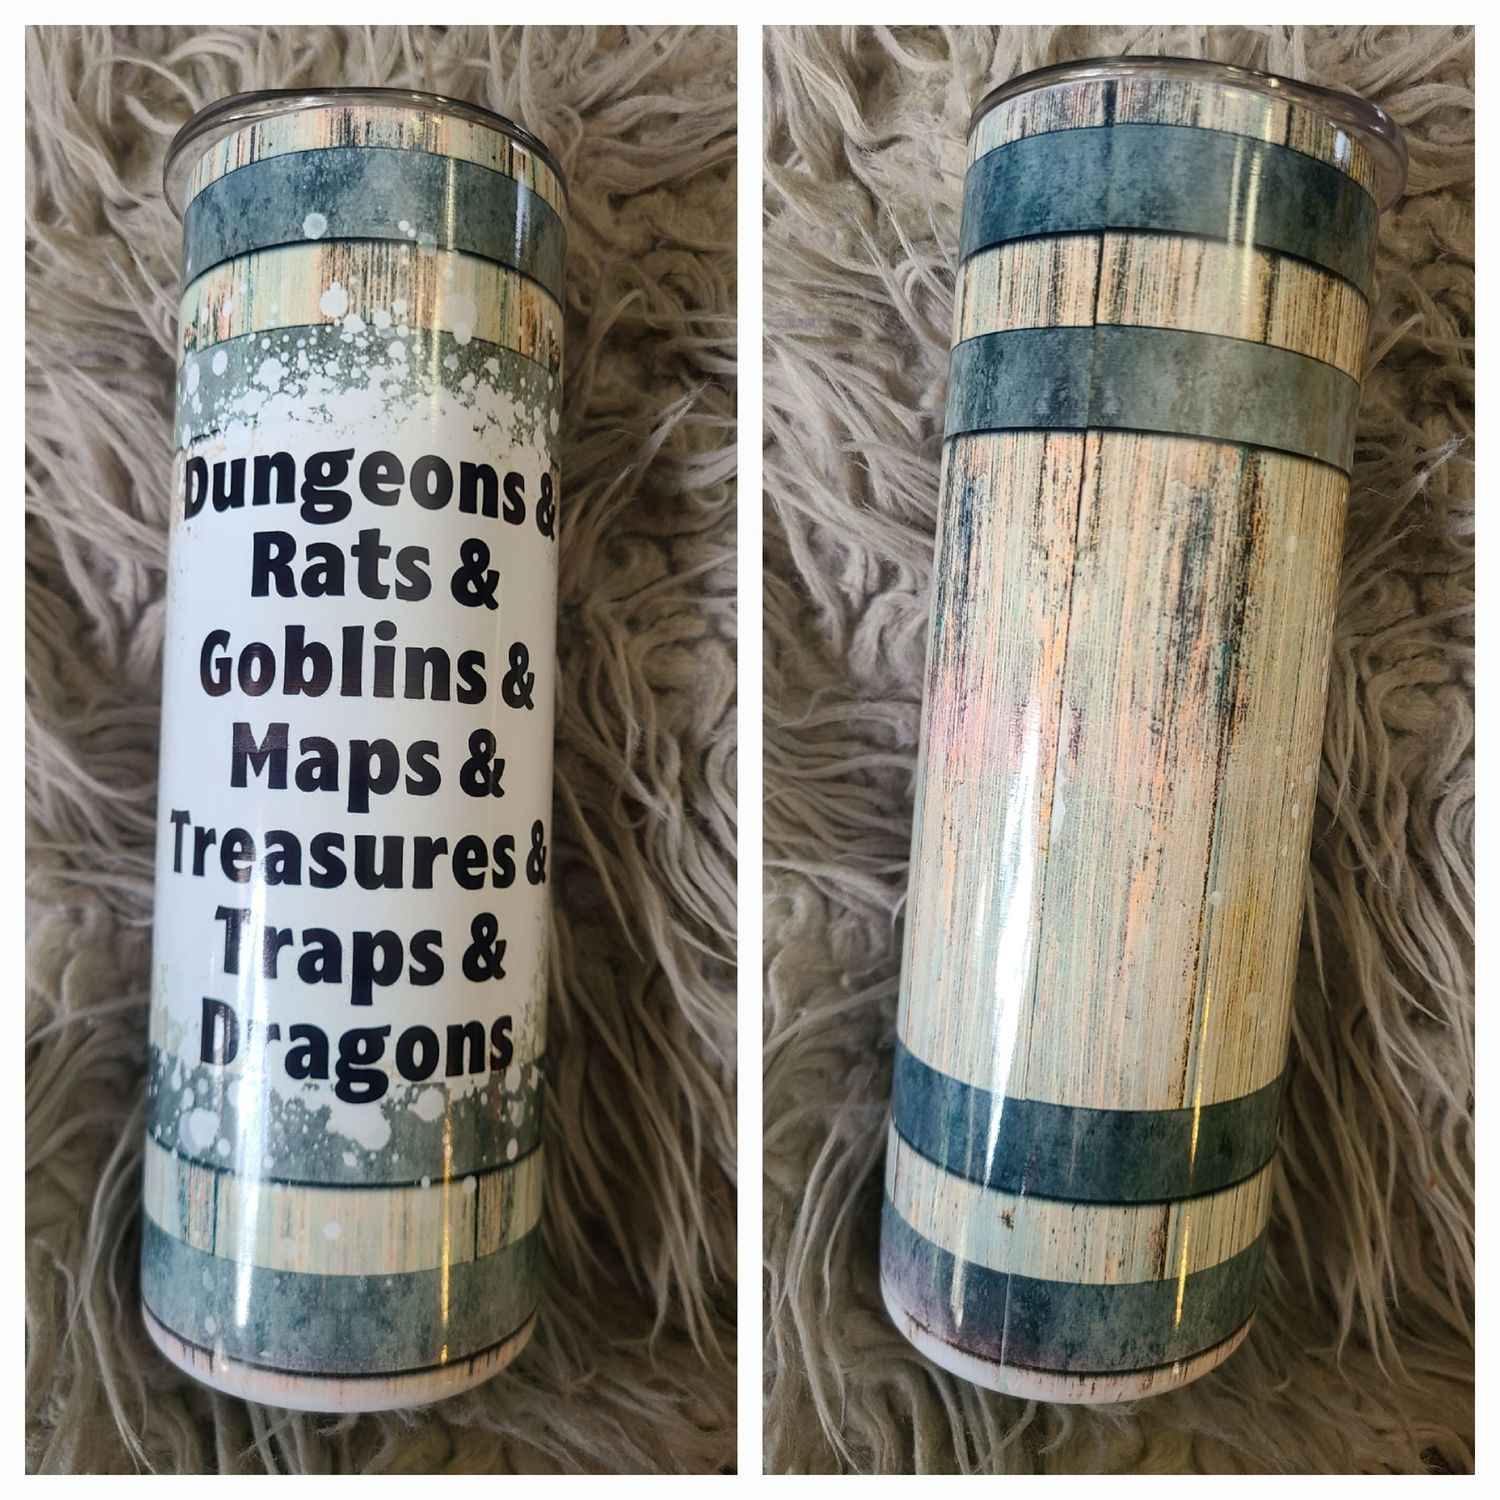 Dungeons &
Rats &
Goblins &
Maps &
Treasures &
Traps &
Dragons